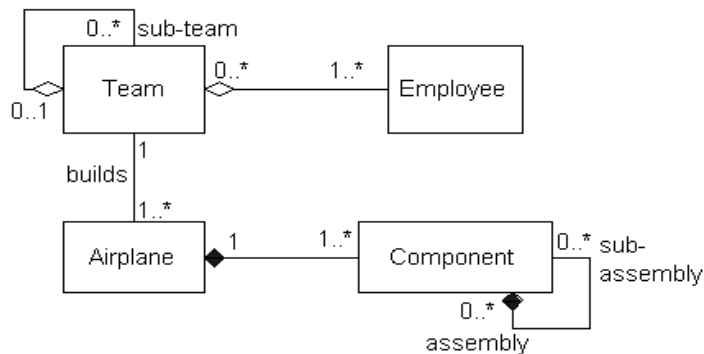 0..* sub-team
0..*
1..*
Team
Employee
0..1
1
builds
1..*
1
1..*
0..* sub-
assembly
Airplane
Component
0..*
assembly